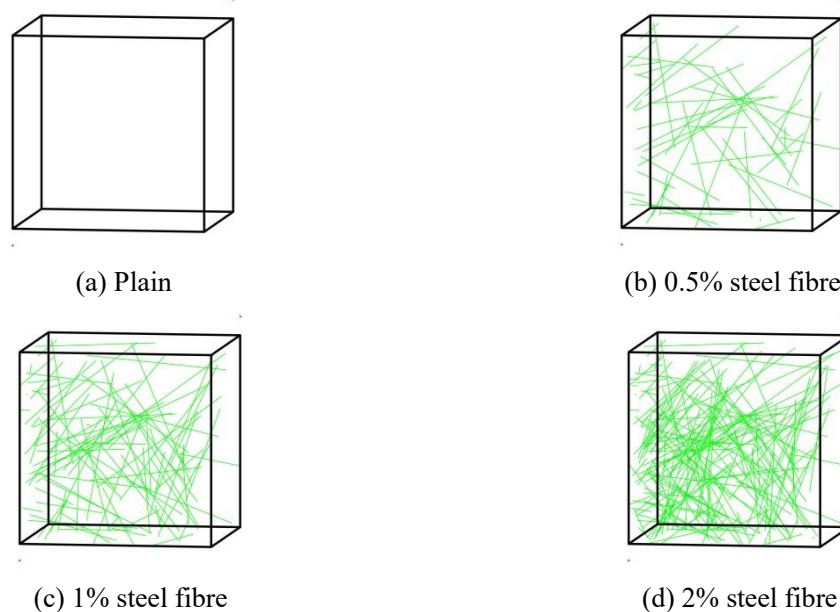 (a) Plain
(b) 0.5% steel fibre
(c) 1% steel fibre
(d) 2% steel fibre